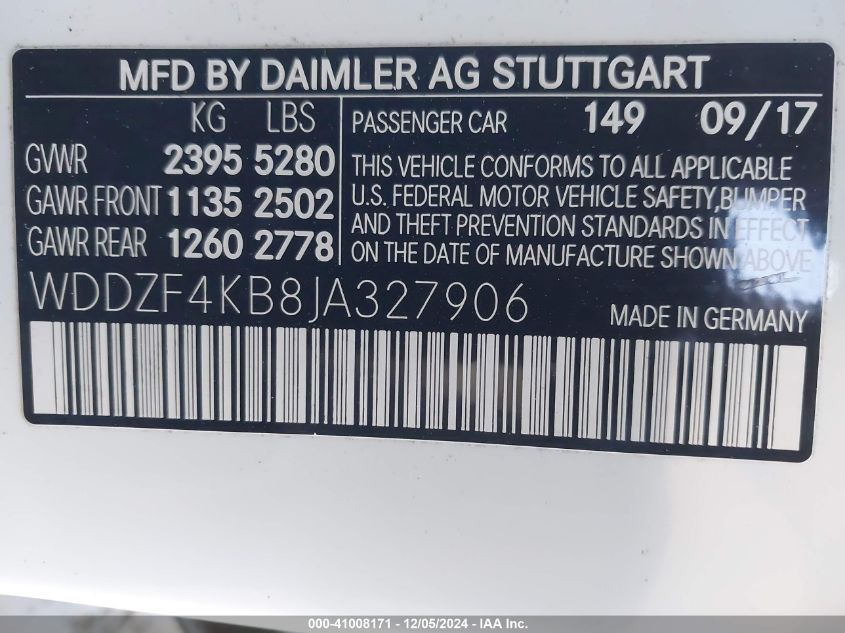 MFD BY DAIMLER AG STUTTGART
KG LBS
GVWR 2395 5280
GAWR FRONT 1135 2502
GAWR REAR 1260 2778
PASSENGER CAR 149 09/17
THIS VEHICLE CONFORMS TO ALL APPLICABLE
U.S. FEDERAL MOTOR VEHICLE SAFETY, BUMPER
AND THEFT PREVENTION STANDARDS IN EFFECT
ON THE DATE OF MANUFACTURE SHOWN ABOVE
WDDZF4KB8JA327906
MADE IN GERMANY
000-41008171 - 12/05/2024 - IAA Inc.